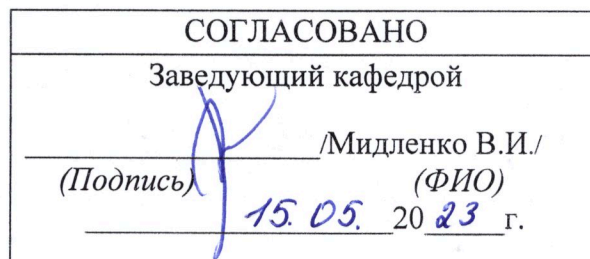 СОГЛАСОВАНО
Заведующий кафедрой
/Мидленко В.И./
(Подпись) (ФИО)
15. 05. 20 23 г.